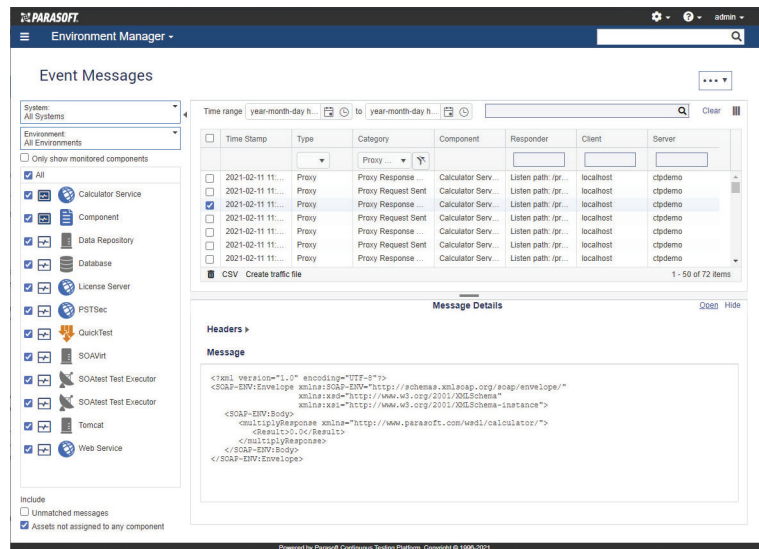 PARASOFT.
admin
Environment Manager
Event Messages
System:
All Systems
Environment:
All Environments
Only show monitored components
All
Calculator Service
Component
Data Repository
Database
License Server
PSTSec
QuickTest
SOAVirt
SOAtest Test Executor
SOAtest Test Executor
Tomcat
Web Service
Include
Unmatched messages
Assets not assigned to any component
Time range year-month-day h... to year-month-day h... Clear
Time Stamp Type Category Component Responder Client Server
Proxy ...
2021-02-11 11:... Proxy Proxy Response ... Calculator Serv... Listen path: /pr... localhost ctpdemo
2021-02-11 11:... Proxy Proxy Request Sent Calculator Serv... Listen path: /pr... localhost ctpdemo
2021-02-11 11:... Proxy Proxy Response ... Calculator Serv... Listen path: /pr... localhost ctpdemo
2021-02-11 11:... Proxy Proxy Request Sent Calculator Serv... Listen path: /pr... localhost ctpdemo
2021-02-11 11:... Proxy Proxy Response ... Calculator Serv... Listen path: /pr... localhost ctpdemo
2021-02-11 11:... Proxy Proxy Request Sent Calculator Serv... Listen path: /pr... localhost ctpdemo
2021-02-11 11:... Proxy Proxy Response ... Calculator Serv... Listen path: /pr... localhost ctpdemo
CSV Create traffic file 1 - 50 of 72 items
Message Details Open Hide
Headers
Message
<?xml version="1.0" encoding="UTF-8"?>
<SOAP-ENV:Envelope xmlns:SOAP-ENV="http://schemas.xmlsoap.org/soap/envelope/"
xmlns:xsd="http://www.w3.org/2001/XMLSchema"
xmlns:xsi="http://www.w3.org/2001/XMLSchema-instance">
<SOAP-ENV:Body>
<multiplyResponse xmlns="http://www.parasoft.com/wsdl/calculator/">
<Result>0.0</Result>
</multiplyResponse>
</SOAP-ENV:Body>
</SOAP-ENV:Envelope>
Powered by Parasoft Continuous Testing Platform. Copyright © 1996-2021